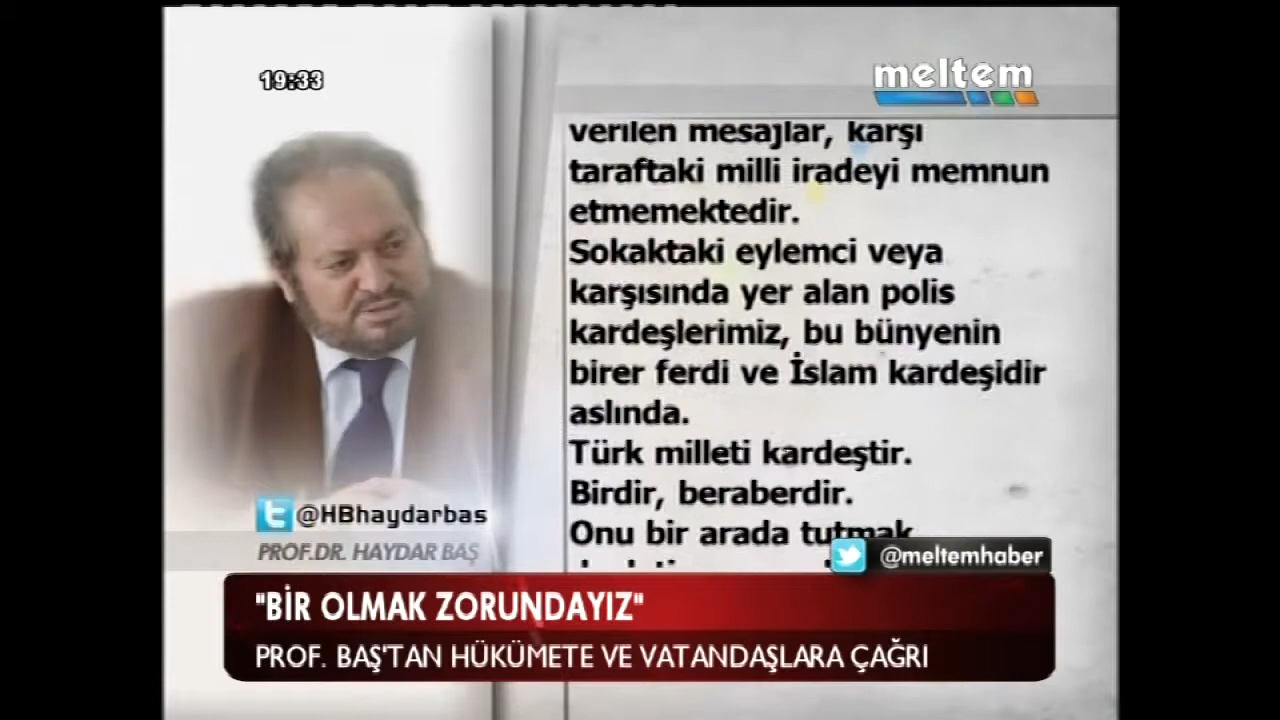 19:33
meltem
verilen mesajlar, karşı
taraftaki milli iradeyi memnun
etmemektedir.
Sokaktaki eylemci veya
karşısında yer alan polis
kardeşlerimiz, bu bünyenin
birer ferdi ve İslam kardeşidir
aslında.
Türk milleti kardeştir.
Birdir, beraberdir.
Onu bir arada tutmak
@HBhaydarbas
PROF.DR. HAYDAR BAŞ
@meltemhaber
"BİR OLMAK ZORUNDAYIZ"
PROF. BAŞ'TAN HÜKÜMETE VE VATANDAŞLARA ÇAĞRI